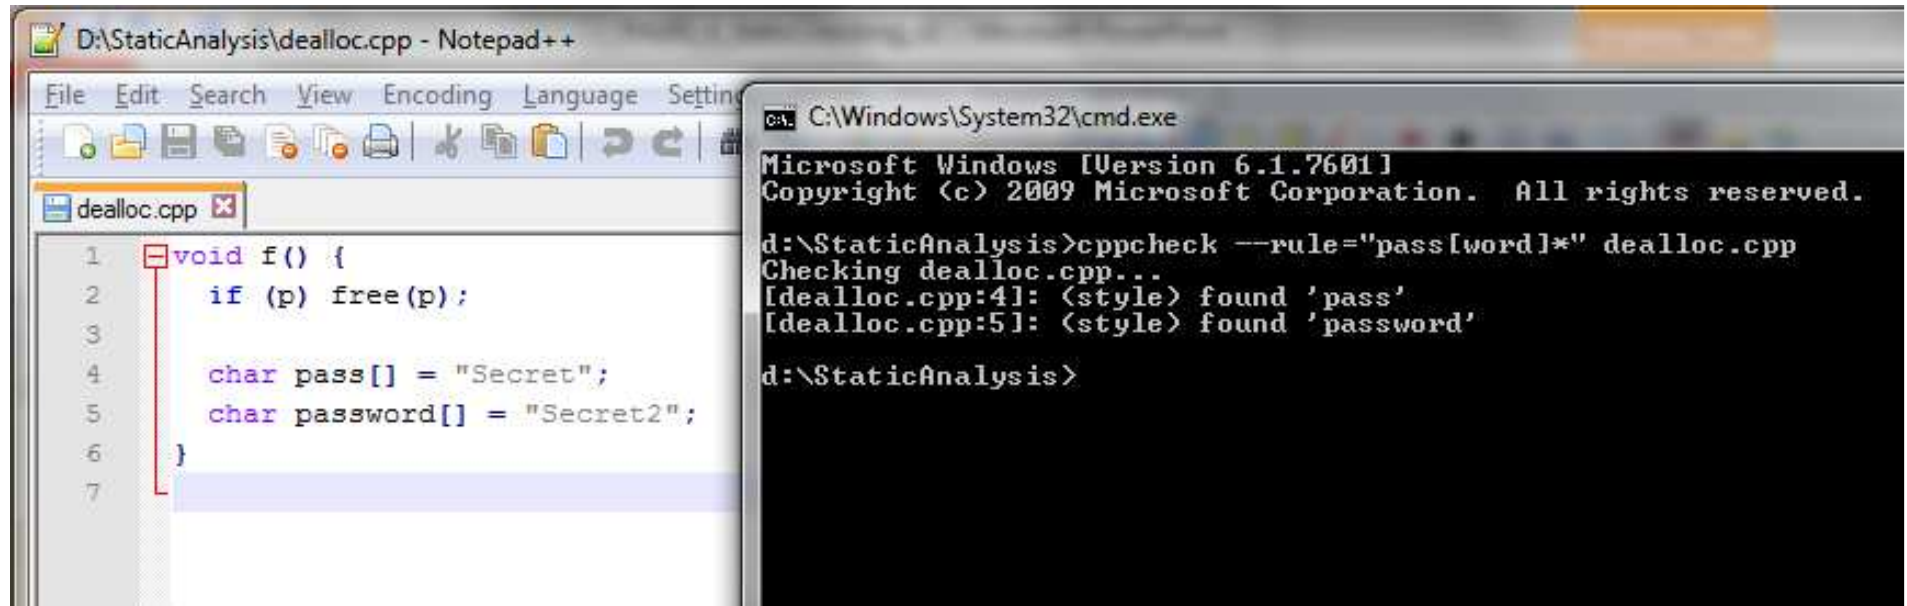 D:\StaticAnalysis\dealloc.cpp - Notepad++
File Edit Search View Encoding Language
dealloc.cpp
1 void f() {
2 if (p) free(p);
3
4 char pass[] = "Secret";
5 char password[] = "Secret2";
6 }
7
C:\Windows\System32\cmd.exe
Microsoft Windows [Version 6.1.7601]
Copyright (c) 2009 Microsoft Corporation. All rights reserved.
d:\StaticAnalysis>cppcheck --rule="pass[word]*" dealloc.cpp
Checking dealloc.cpp...
[dealloc.cpp:4]: (style) found 'pass'
[dealloc.cpp:5]: (style) found 'password'
d:\StaticAnalysis>